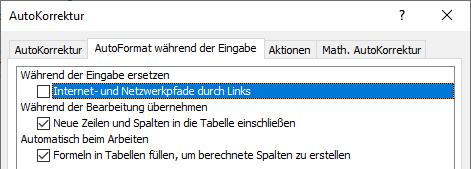 AutoKorrektur ? ×
AutoKorrektur AutoFormat während der Eingabe Aktionen Math. AutoKorrektur
Während der Eingabe ersetzen
Internet- und Netzwerkpfade durch Links
Während der Bearbeitung übernehmen
Neue Zeilen und Spalten in die Tabelle einschließen
Automatisch beim Arbeiten
Formeln in Tabellen füllen, um berechnete Spalten zu erstellen